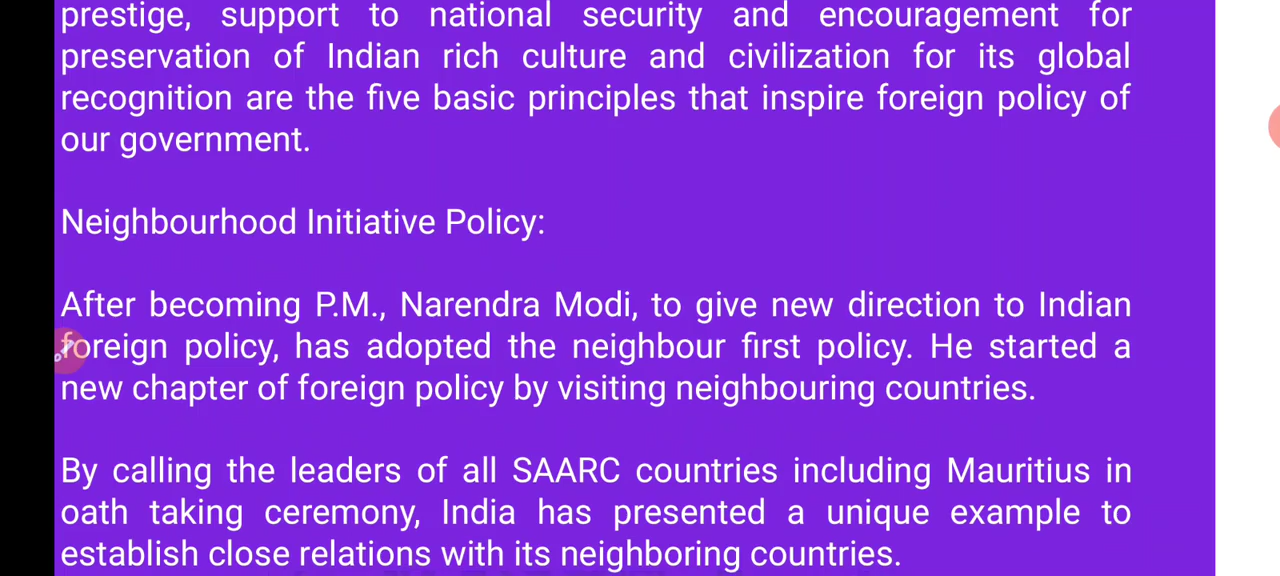 prestige, support to national security and encouragement for
preservation of Indian rich culture and civilization for its global
recognition are the five basic principles that inspire foreign policy of
our government.
Neighbourhood Initiative Policy:
After becoming P.M., Narendra Modi, to give new direction to Indian
foreign policy, has adopted the neighbour first policy. He started a
new chapter of foreign policy by visiting neighbouring countries.
By calling the leaders of all SAARC countries including Mauritius in
oath taking ceremony, India has presented a unique example to
establish close relations with its neighboring countries.